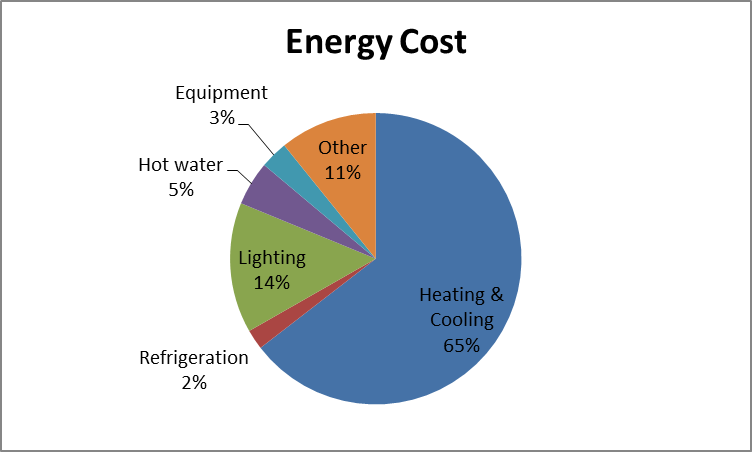 Energy Cost
Equipment
3%
Other
11%
Hot water
5%
Lighting
14%
Heating &
Cooling
65%
Refrigeration
2%